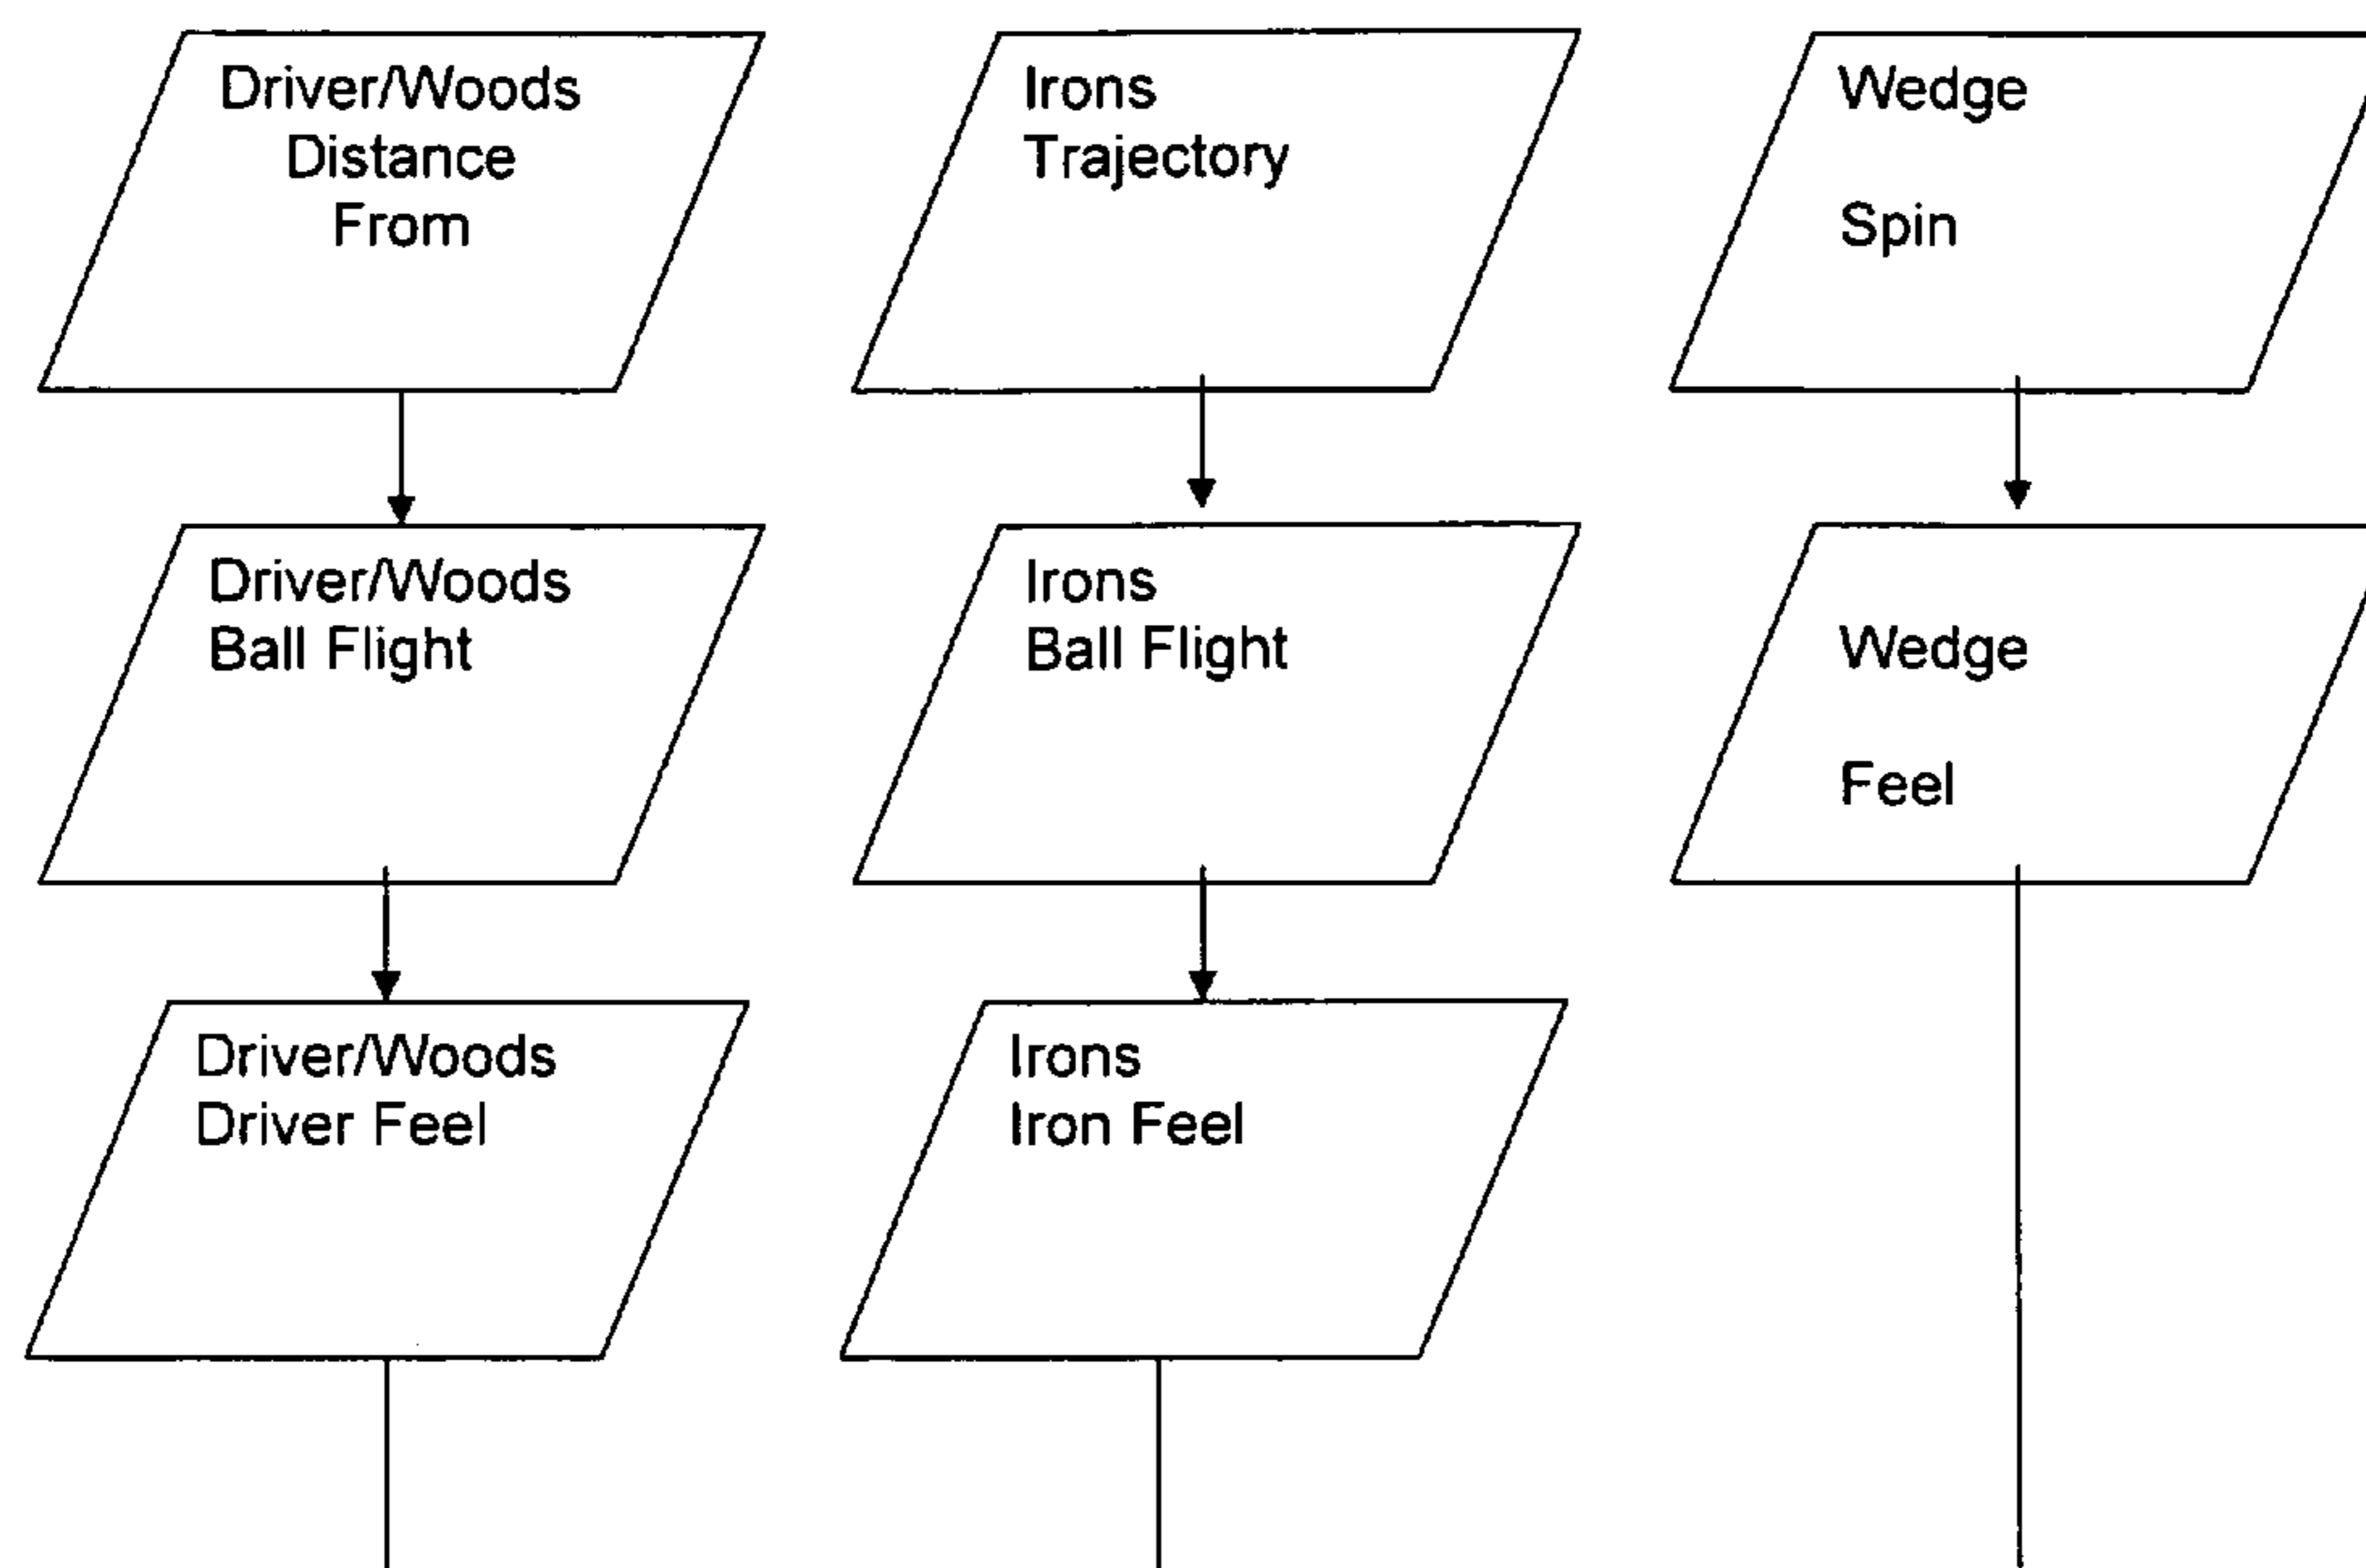 Driver/Woods
Distance
From
Irons
Trajectory
Wedge
Spin
Driver/Woods
Ball Flight
Irons
Ball Flight
Wedge
Feel
Driver/Woods
Driver Feel
Irons
Iron Feel